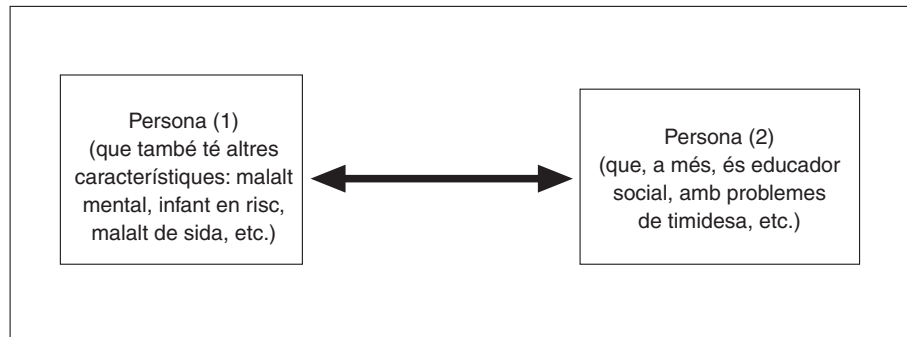 Persona (1)
(que també té altres
característiques: malalt
mental, infant en risc,
malalt de sida, etc.)
Persona (2)
(que, a més, és educador
social, amb problemes
de timidesa, etc.)